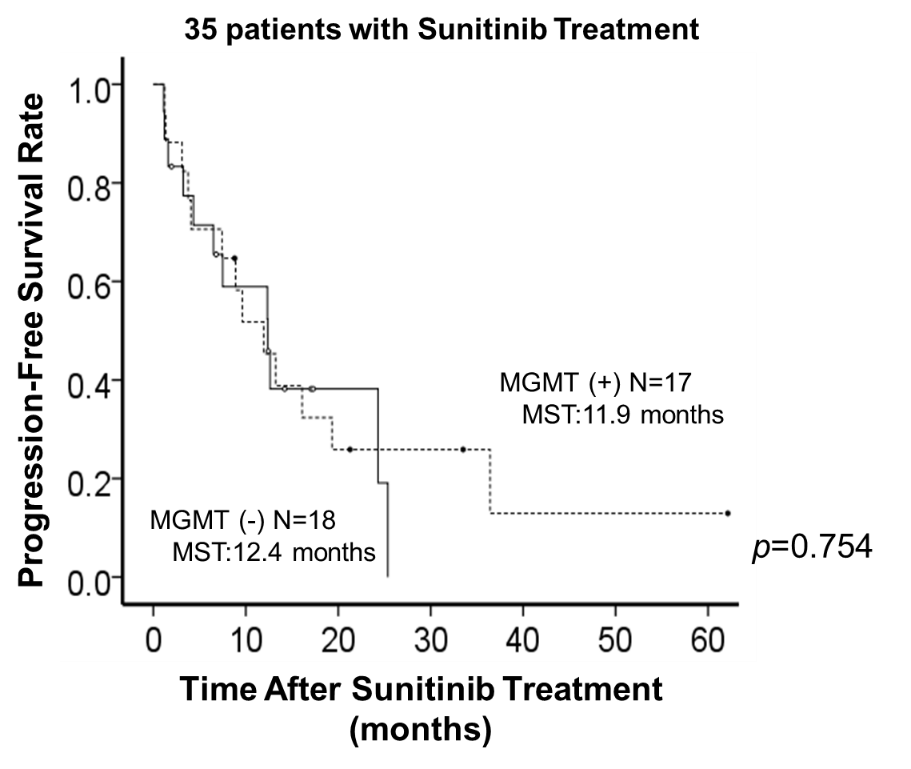 35 patients with Sunitinib Treatment
Progression-Free Survival Rate
1.0
0.8
0.6
0.4
0.2
0.0
MGMT (+) N=17
MST:11.9 months
MGMT (-) N=18
MST:12.4 months
p=0.754
0 10 20 30 40 50 60
Time After Sunitinib Treatment
(months)